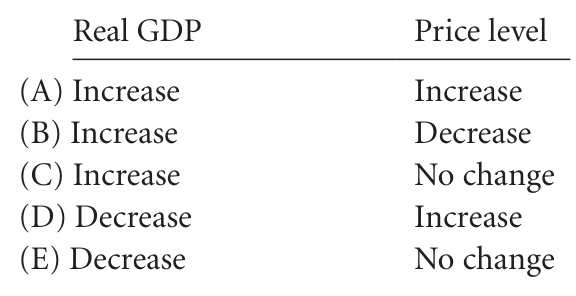 Real GDP Price level
(A) Increase Increase
(B) Increase Decrease
(C) Increase No change
(D) Decrease Increase
(E) Decrease No change